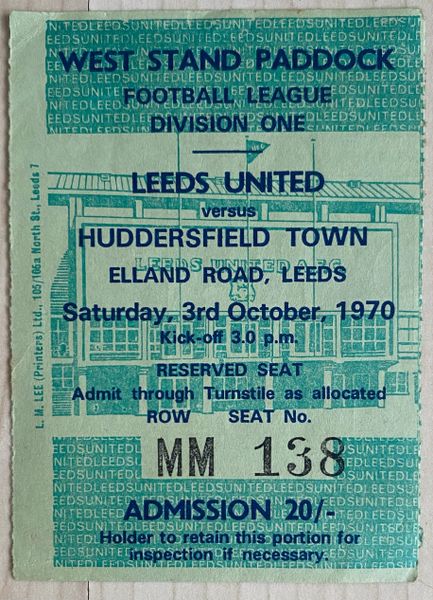 WEST STAND PADDOCK
FOOTBALL LEAGUE
DIVISION ONE
LEEDS UNITED
versus
HUDDERSFIELD TOWN
LEEDS UNITED A.F.C.
ELLAND ROAD, LEEDS
Saturday, 3rd October, 1970
Kick-off 3.0 p.m.
RESERVED SEAT
Admit through Turnstile as allocated
ROW SEAT No.
MM 138
ADMISSION 20/-
Holder to retain this portion for
inspection if necessary.
L. M. LEE (Printers) Ltd., 105/106a North St., Leeds 7